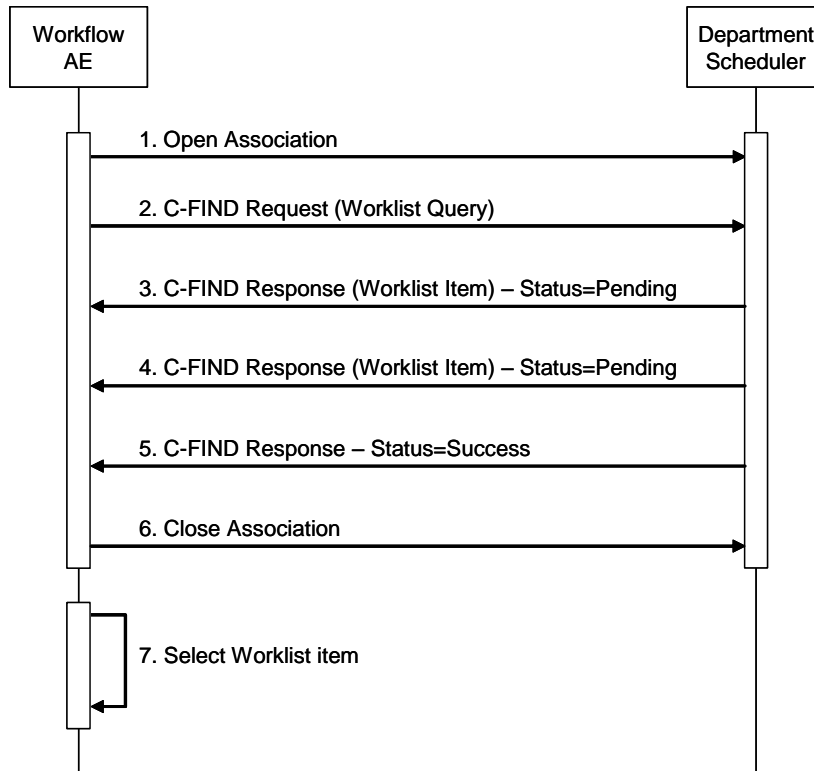 Workflow
AE
Department
Scheduler
1. Open Association
2. C-FIND Request (Worklist Query)
3. C-FIND Response (Worklist Item) – Status=Pending
4. C-FIND Response (Worklist Item) – Status=Pending
5. C-FIND Response – Status=Success
6. Close Association
7. Select Worklist item